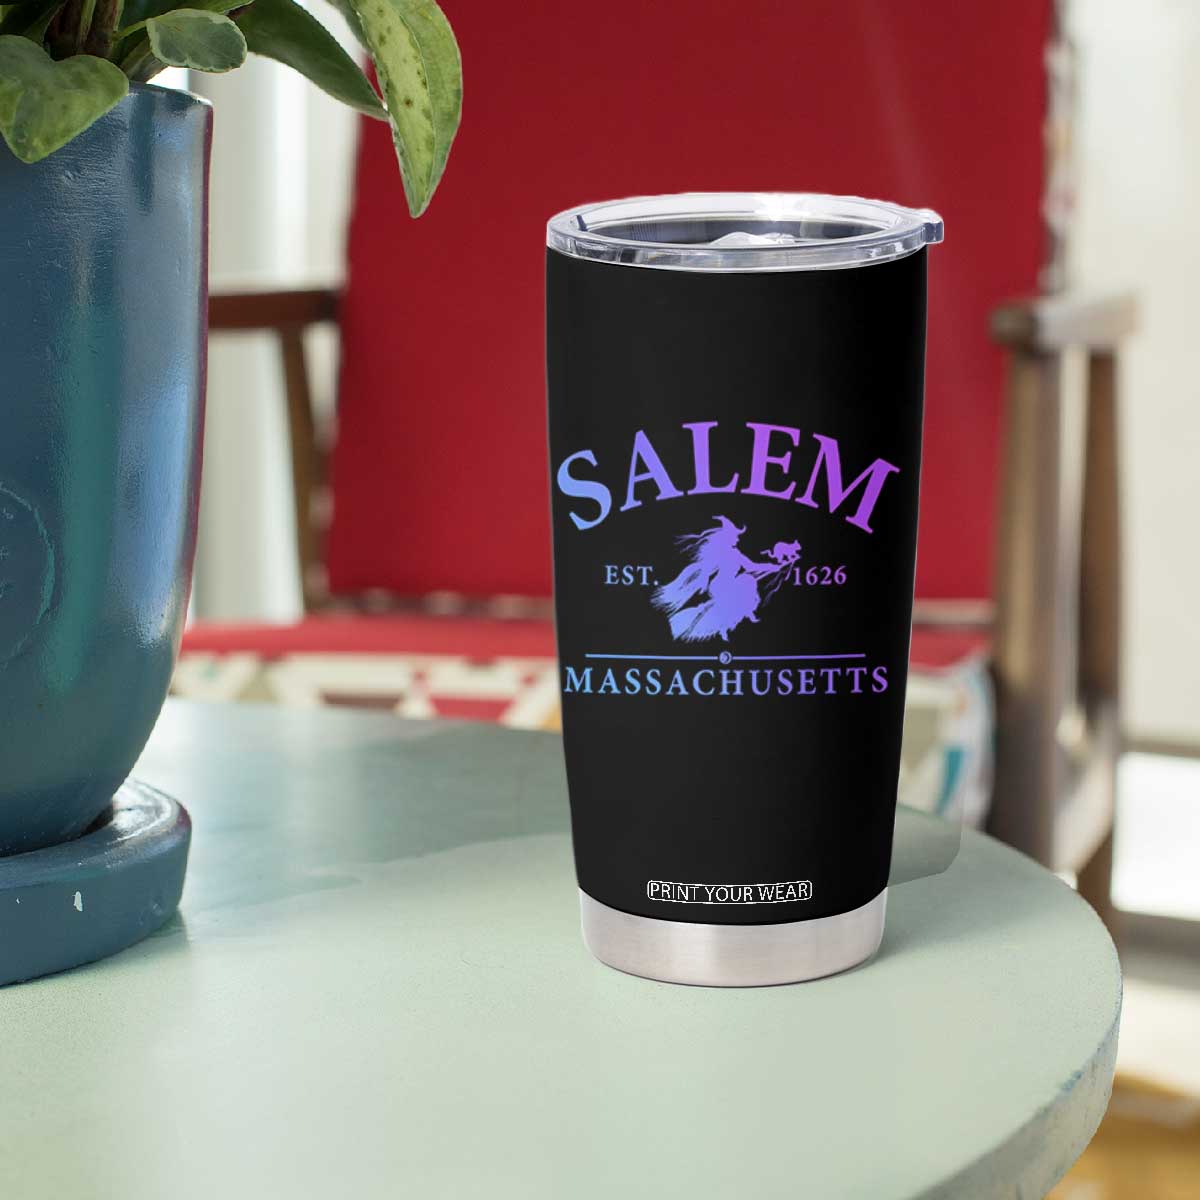 SALEM
EST. 1626
MASSACHUSETTS
PRINT YOUR WEAR